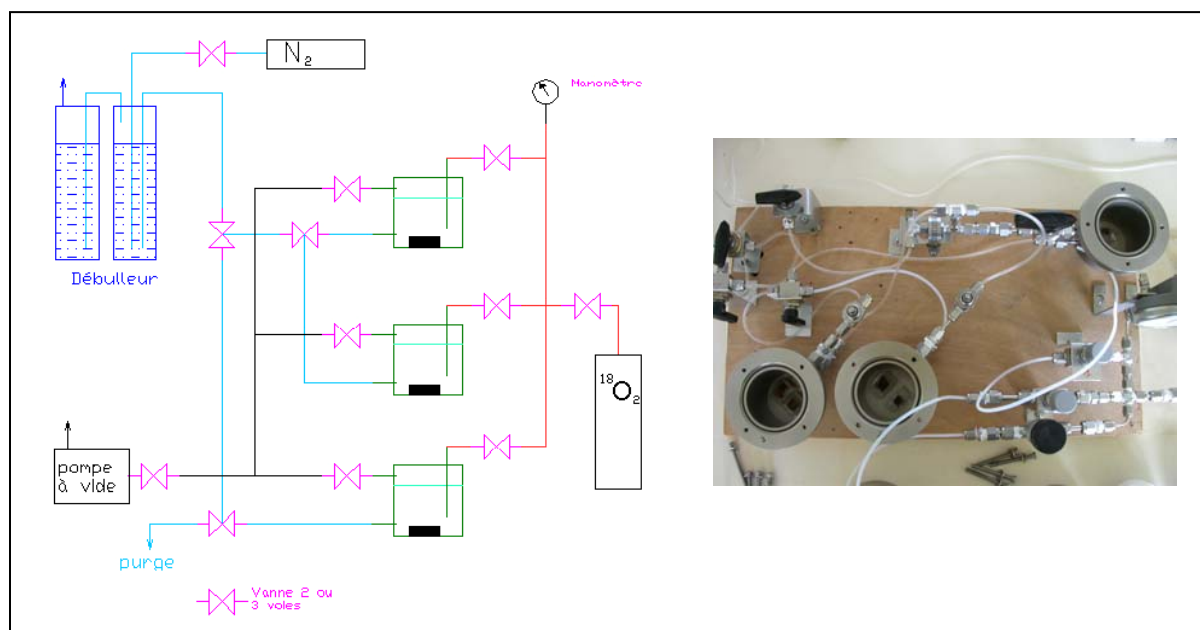 N2
Manomètre
Débulleur
18O2
pompe
à vide
purge
Vanne 2 ou
3 voies